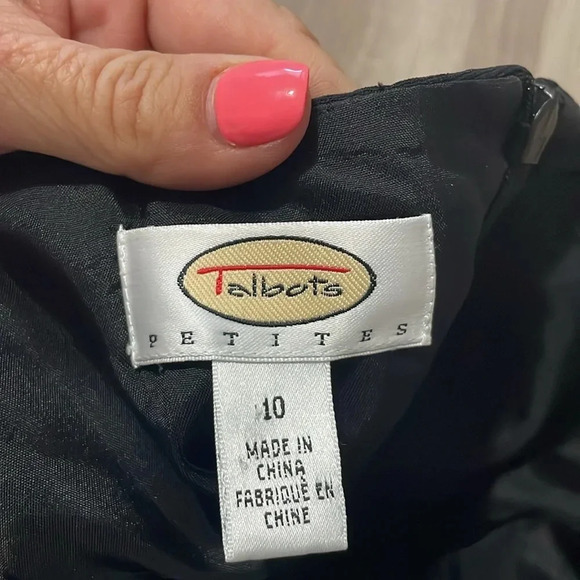 Talbots
PETITES
10
MADE IN
CHINA
FABRIQUÉ EN
CHINE